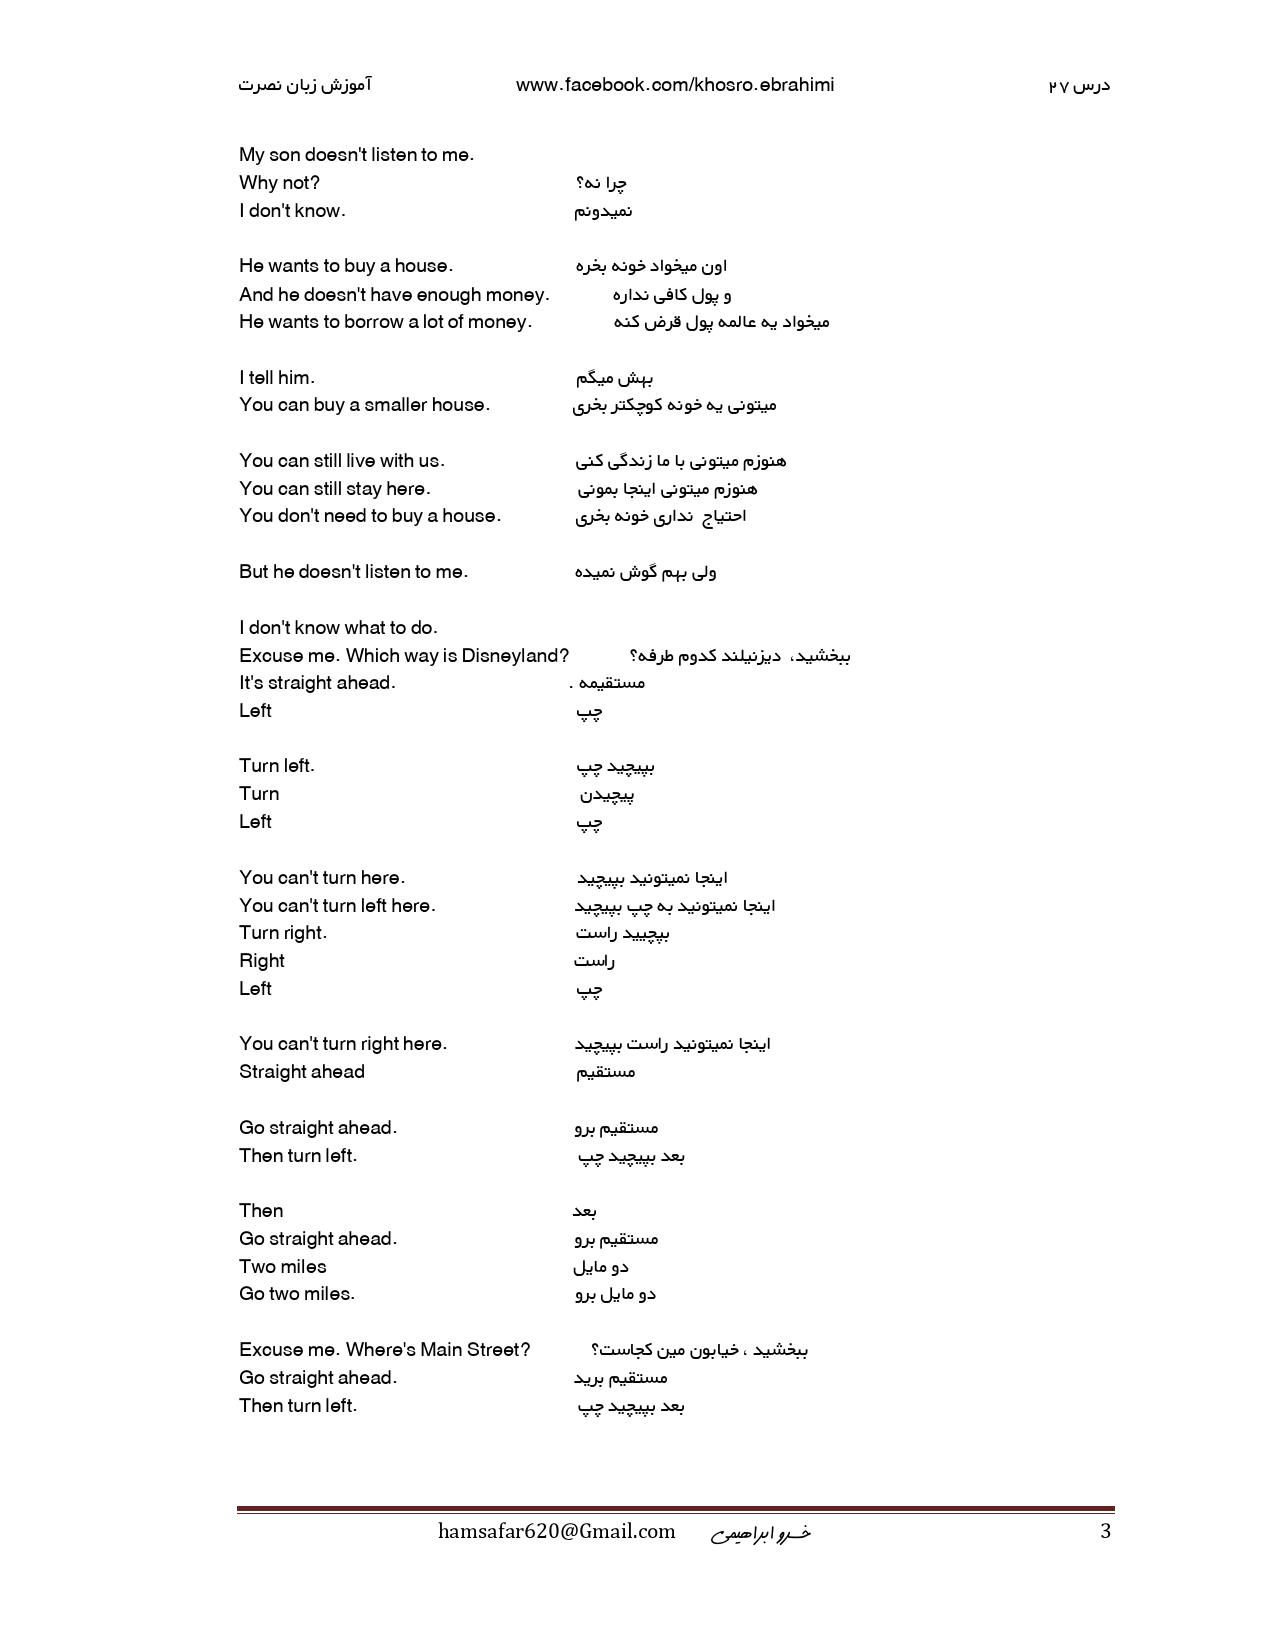 آموزش زبان نصرت www.facebook.com/khosro.ebrahimi درس ۲۷
My son doesn't listen to me.
Why not? چرا نه؟
I don't know. نمیدونم
He wants to buy a house. اون میخواد خونه بخره
And he doesn't have enough money. و پول کافی نداره
He wants to borrow a lot of money. میخواد یه عالمه پول قرض کنه
I tell him. بهش میگم
You can buy a smaller house. میتونی یه خونه کوچکتر بخری
You can still live with us. هنوزم میتونی با ما زندگی کنی
You can still stay here. هنوزم میتونی اینجا بمونی
You don't need to buy a house. احتیاج نداری خونه بخری
But he doesn't listen to me. ولی بهم گوش نمیده
I don't know what to do.
Excuse me. Which way is Disneyland? ببخشید، دیزنیلند کدوم طرفه؟
It's straight ahead. مستقیمه .
Left چپ
Turn left. بپیچید چپ
Turn پیچیدن
Left چپ
You can't turn here. اینجا نمیتونید بپیچید
You can't turn left here. اینجا نمیتونید به چپ بپیچید
Turn right. بپچیید راست
Right راست
Left چپ
You can't turn right here. اینجا نمیتونید راست بپیچید
Straight ahead مستقیم
Go straight ahead. مستقیم برو
Then turn left. بعد بپیچید چپ
Then بعد
Go straight ahead. مستقیم برو
Two miles دو مایل
Go two miles. دو مایل برو
Excuse me. Where's Main Street? ببخشید ، خیابون مین کجاست؟
Go straight ahead. مستقیم برید
Then turn left. بعد بپیچید چپ
hamsafar620@Gmail.com خسرو ابراهیمی 3